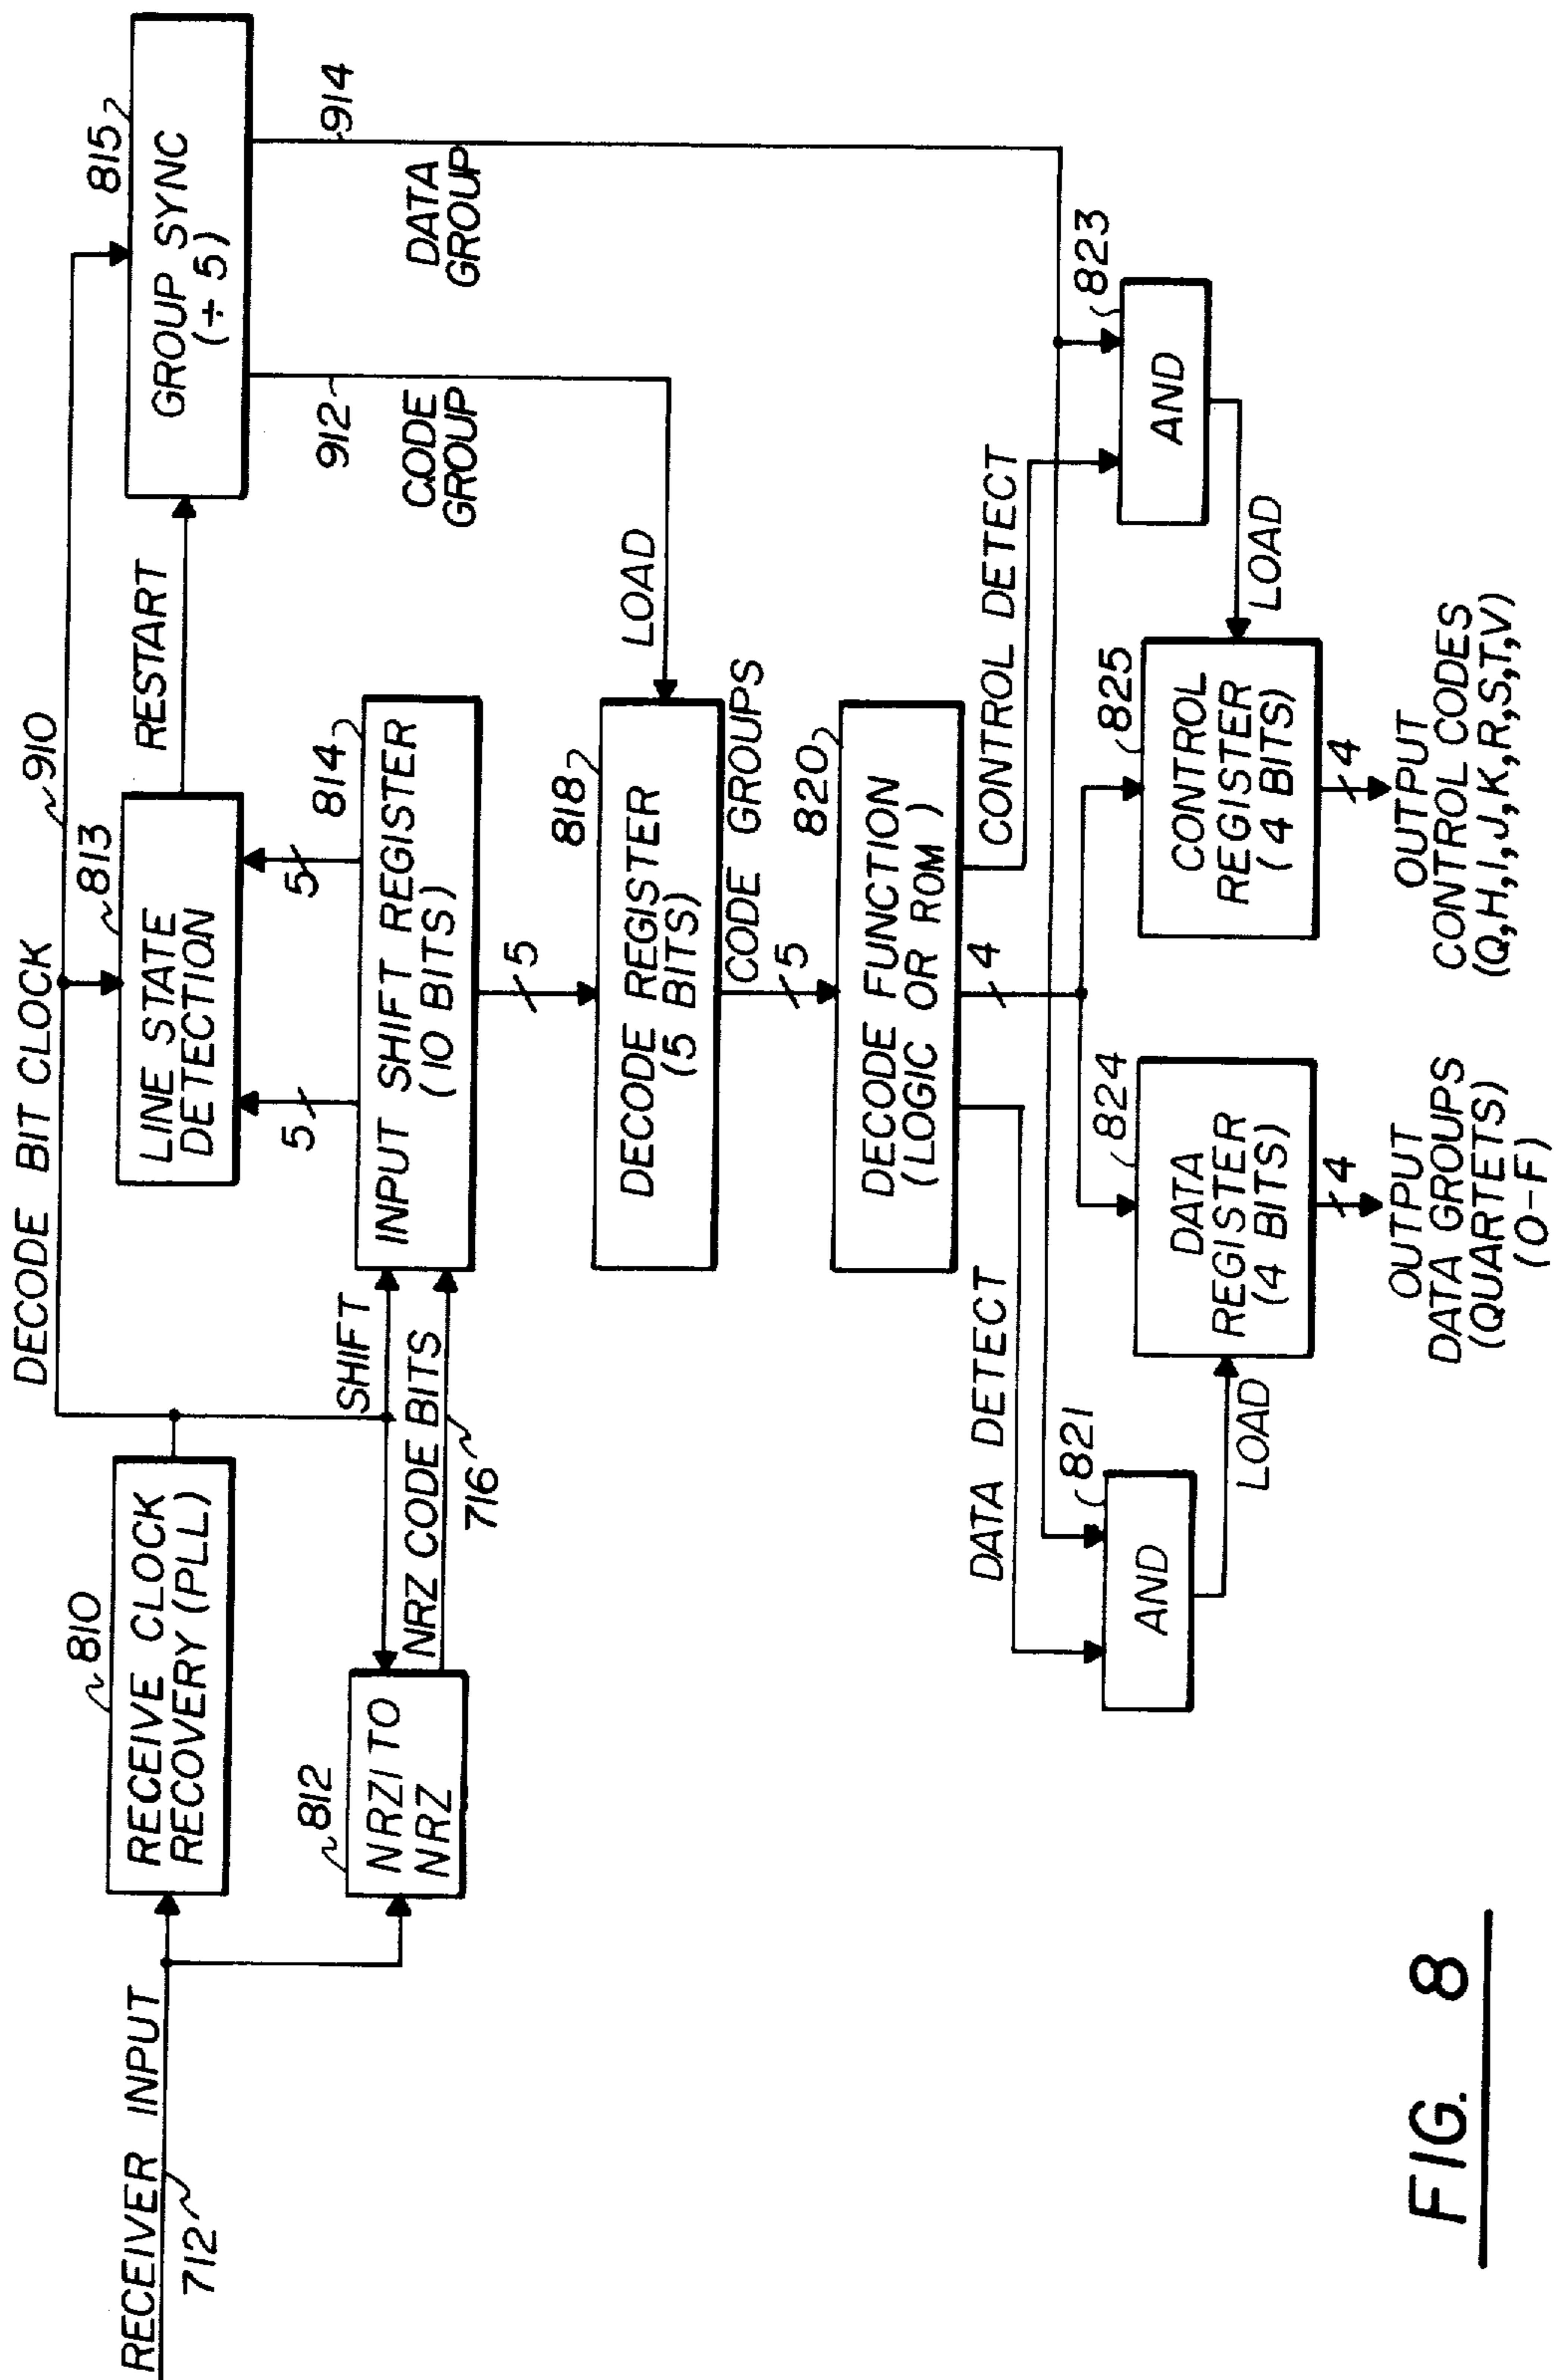 RECEIVER INPUT
712
810
RECEIVE CLOCK
RECOVERY (PLL)
812
NRZI TO
NRZ
DECODE BIT CLOCK
910
SHIFT
NRZ CODE BITS
716
813
LINE STATE
DETECTION
5
5
RESTART
815
GROUP SYNC
(÷ 5)
814
INPUT SHIFT REGISTER
(10 BITS)
912
CODE
GROUP
914
DATA
GROUP
5
LOAD
818
DECODE REGISTER
(5 BITS)
5
CODE GROUPS
820
DECODE FUNCTION
(LOGIC OR ROM)
DATA DETECT
4
CONTROL DETECT
821
AND
LOAD
823
AND
LOAD
824
DATA
REGISTER
(4 BITS)
825
CONTROL
REGISTER
(4 BITS)
4
4
OUTPUT
DATA GROUPS
(QUARTETS)
(0-F)
OUTPUT
CONTROL CODES
(Q,H,I,J,K,R,S,T,V)
FIG. 8